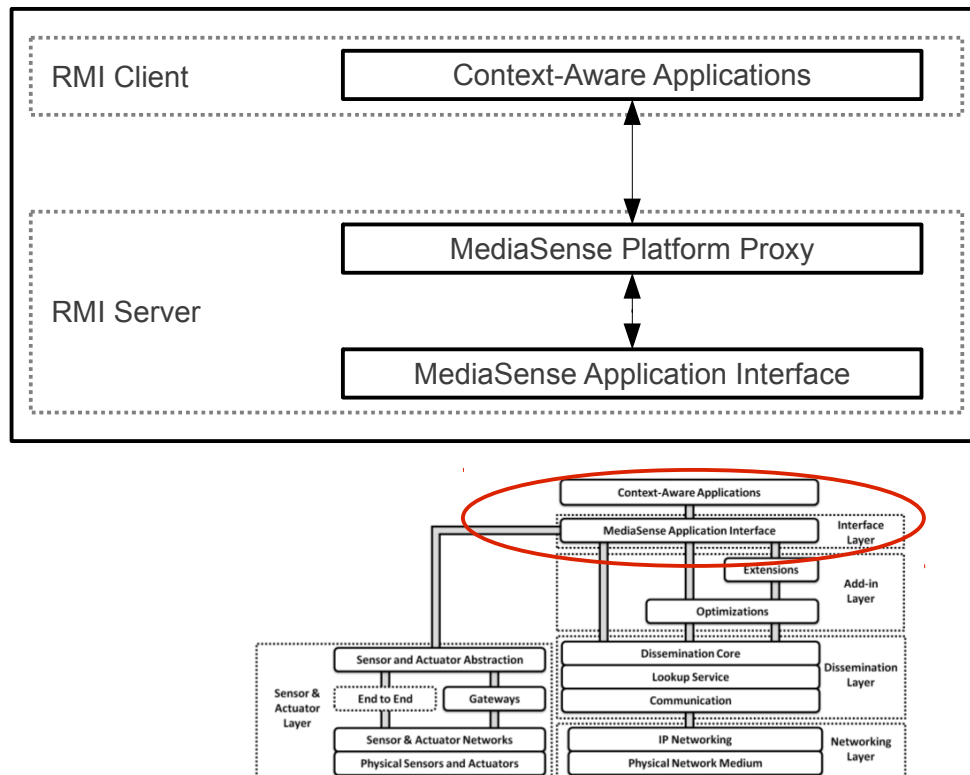 RMI Client
Context-Aware Applications
MediaSense Platform Proxy
RMI Server
MediaSense Application Interface
Context-Aware Applications
MediaSense Application Interface
Interface
Layer
Extensions
Add-in
Layer
Optimizations
Sensor and Actuator Abstraction
Dissemination Core
Sensor &
Actuator
Layer
End to End
Gateways
Lookup Service
Dissemination
Layer
Communication
Sensor & Actuator Networks
IP Networking
Networking
Layer
Physical Sensors and Actuators
Physical Network Medium